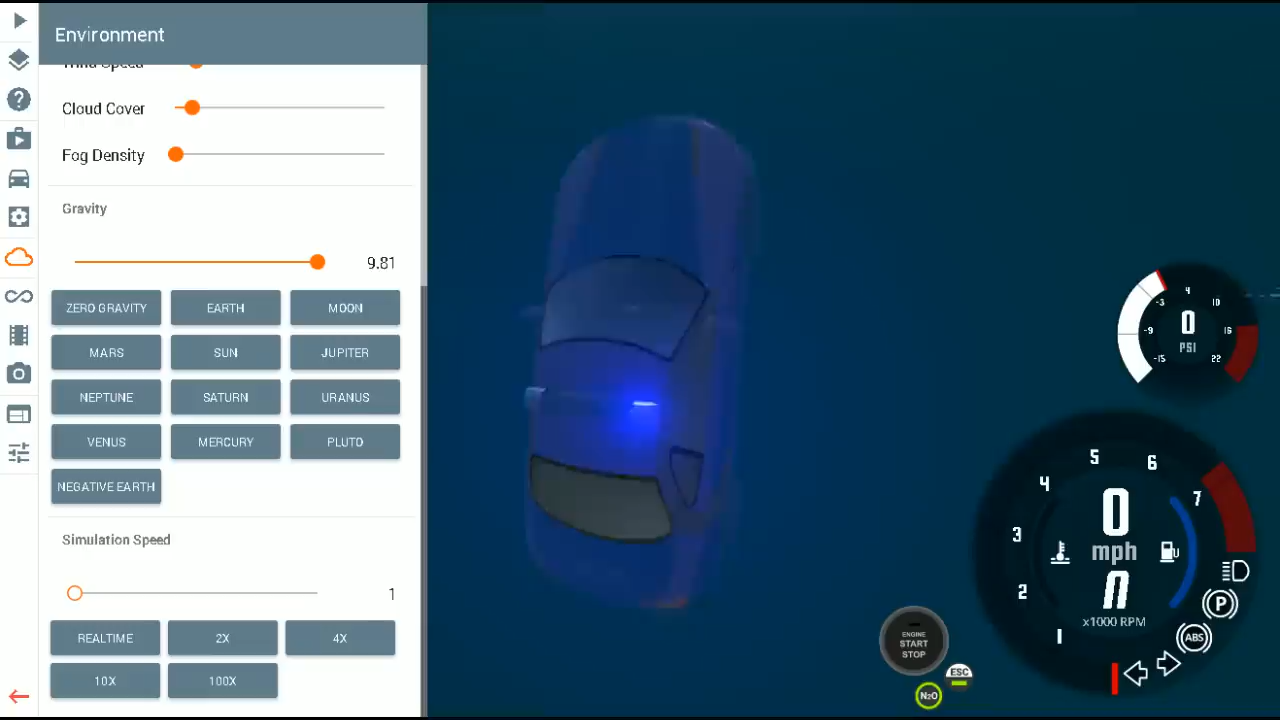 Environment
Wind Speed
Cloud Cover
Fog Density
Gravity
9.81
ZERO GRAVITY EARTH MOON
MARS SUN JUPITER
NEPTUNE SATURN URANUS
VENUS MERCURY PLUTO
NEGATIVE EARTH
Simulation Speed
1
REALTIME 2X 4X
10X 100X
4
-3 10
-9 0 16
PSI
-15 22
5 6
4 7
3 0
mph
2 n
x1000 RPM
1
P
ABS
ENGINE
START
STOP
ESC
N2O